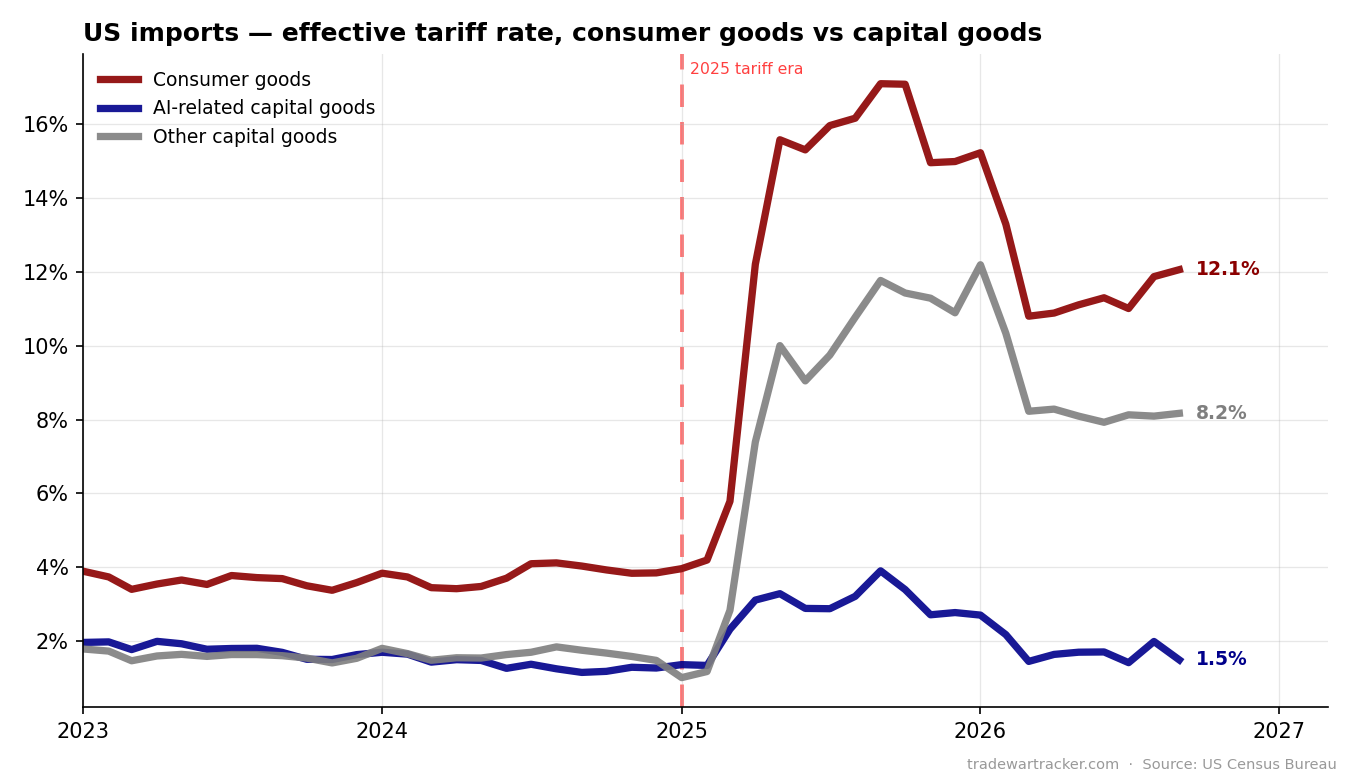 US imports — effective tariff rate, consumer goods vs capital goods
2025 tariff era
Consumer goods
AI-related capital goods
Other capital goods
16%
14%
12%
10%
8%
6%
4%
2%
12.1%
8.2%
1.5%
2023
2024
2025
2026
2027
tradewartracker.com · Source: US Census Bureau